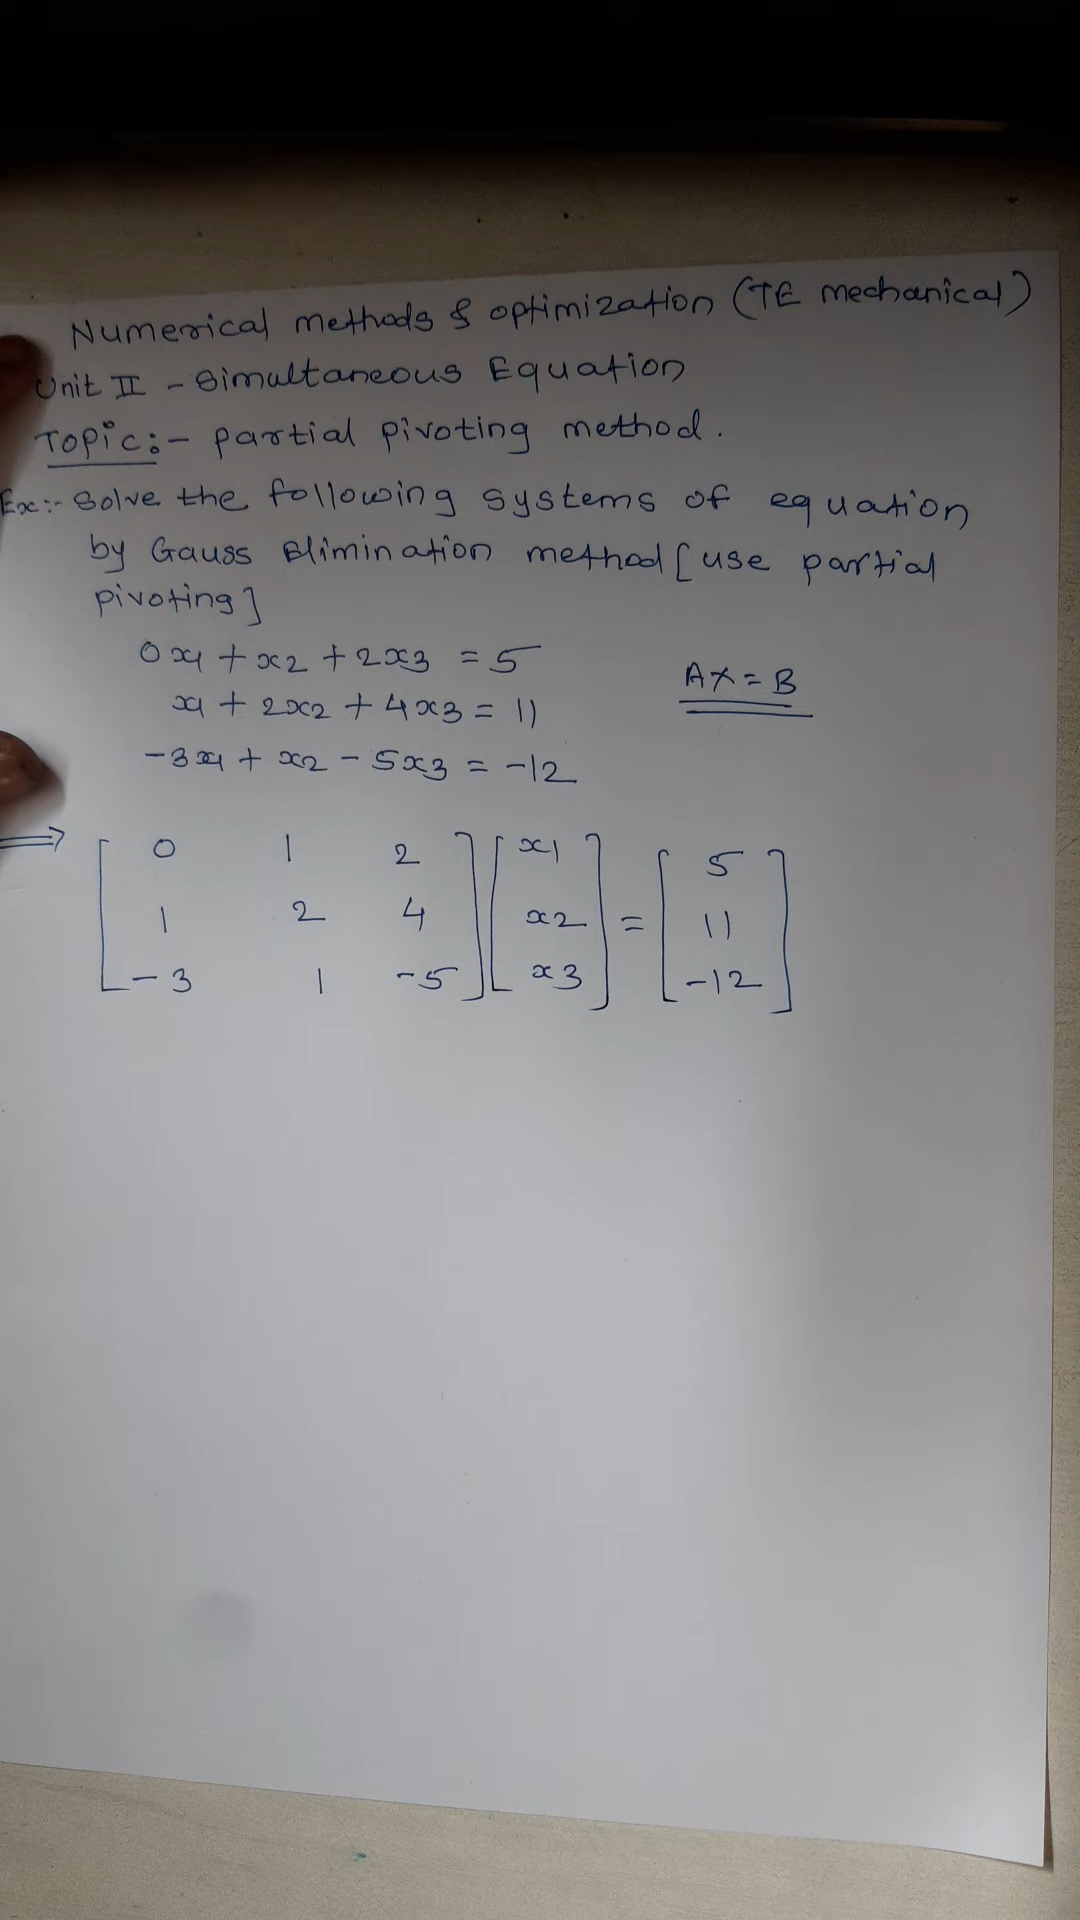 Numerical methods & optimization (TE mechanical)
Unit II - Simultaneous Equation
Topic:- partial pivoting method.
Ex:- Solve the following systems of equation
by Gauss Elimination method [use partial
pivoting]
0x1 + x2 + 2x3 = 5
AX = B
x1 + 2x2 + 4x3 = 11
-3x1 + x2 - 5x3 = -12
⇒ [ 0 1 2 ] [ x1 ] [ 5 ]
[ 1 2 4 ] [ x2 ] = [ 11 ]
[ -3 1 -5 ] [ x3 ] [ -12 ]